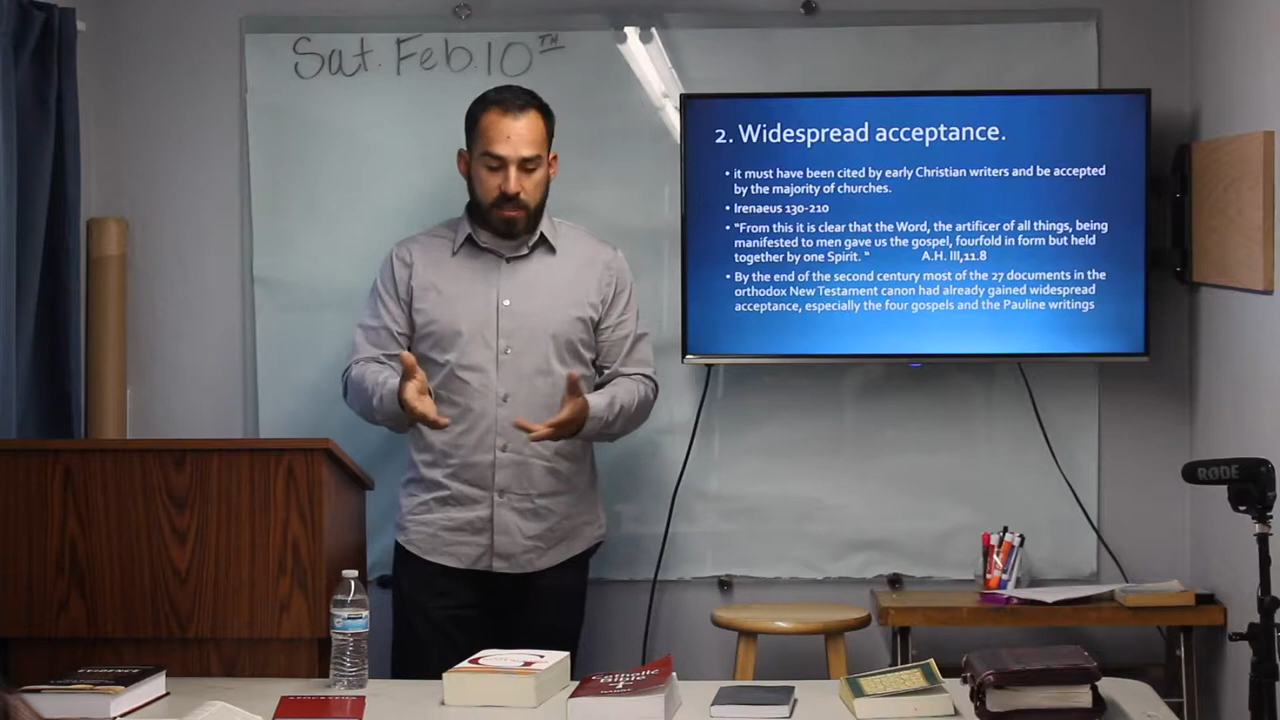 Sat. Feb. 10TH
2. Widespread acceptance.
• it must have been cited by early Christian writers and be accepted
by the majority of churches.
• Irenaeus 130-210
• "From this it is clear that the Word, the artificer of all things, being
manifested to men gave us the gospel, fourfold in form but held
together by one Spirit. " A.H. III,11.8
• By the end of the second century most of the 27 documents in the
orthodox New Testament canon had already gained widespread
acceptance, especially the four gospels and the Pauline writings
RØDE
EVIDENCE
G
Catholic